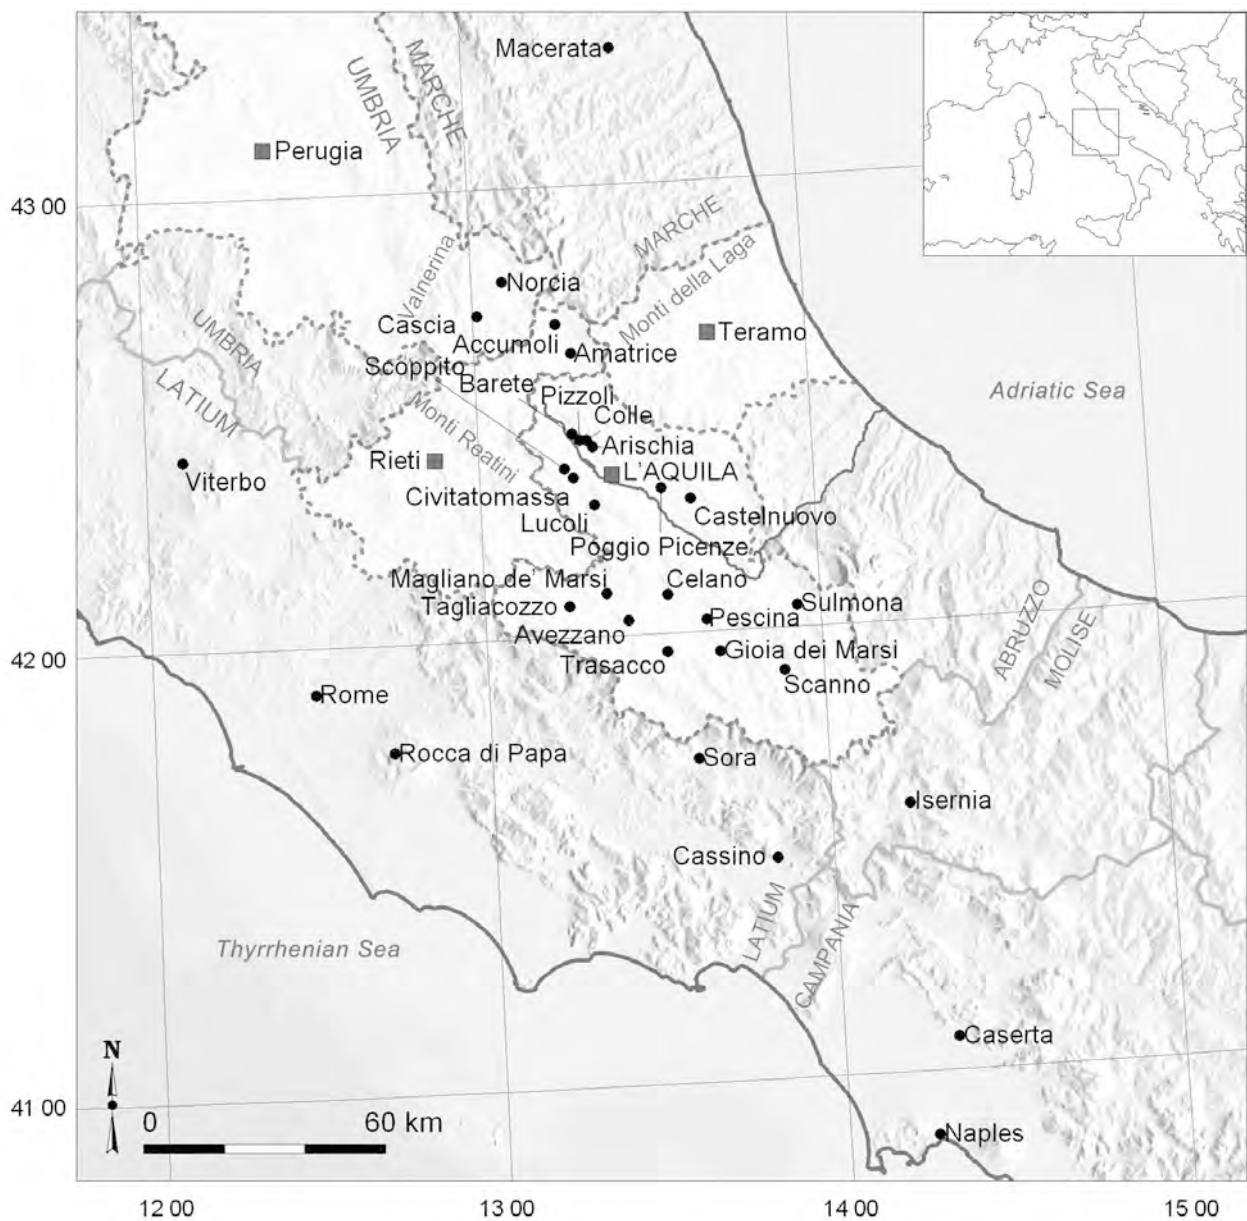 Macerata
MARCHE
UMBRIA
Perugia
43 00
MARCHE
Monti della Laga
Valnerina
Norcia
Cascia
Accumoli
Teramo
UMBRIA
Amatrice
Scoppito
Barete
LATIUM
Pizzoli
Adriatic Sea
Colle
Monti Reatini
Arischia
Rieti
L'AQUILA
Viterbo
Civitatomassa
Castelnuovo
Lucoli
Poggio Picenze
Magliano de' Marsi
Celano
Tagliacozzo
Sulmona
Pescina
ABRUZZO
MOLISE
Avezzano
Gioia dei Marsi
42 00
Trasacco
Scanno
Rome
Rocca di Papa
Sora
Isernia
Cassino
LATIUM
CAMPANIA
Thyrrhenian Sea
Caserta
N
41 00
0 60 km
Naples
12 00 13 00 14 00 15 00